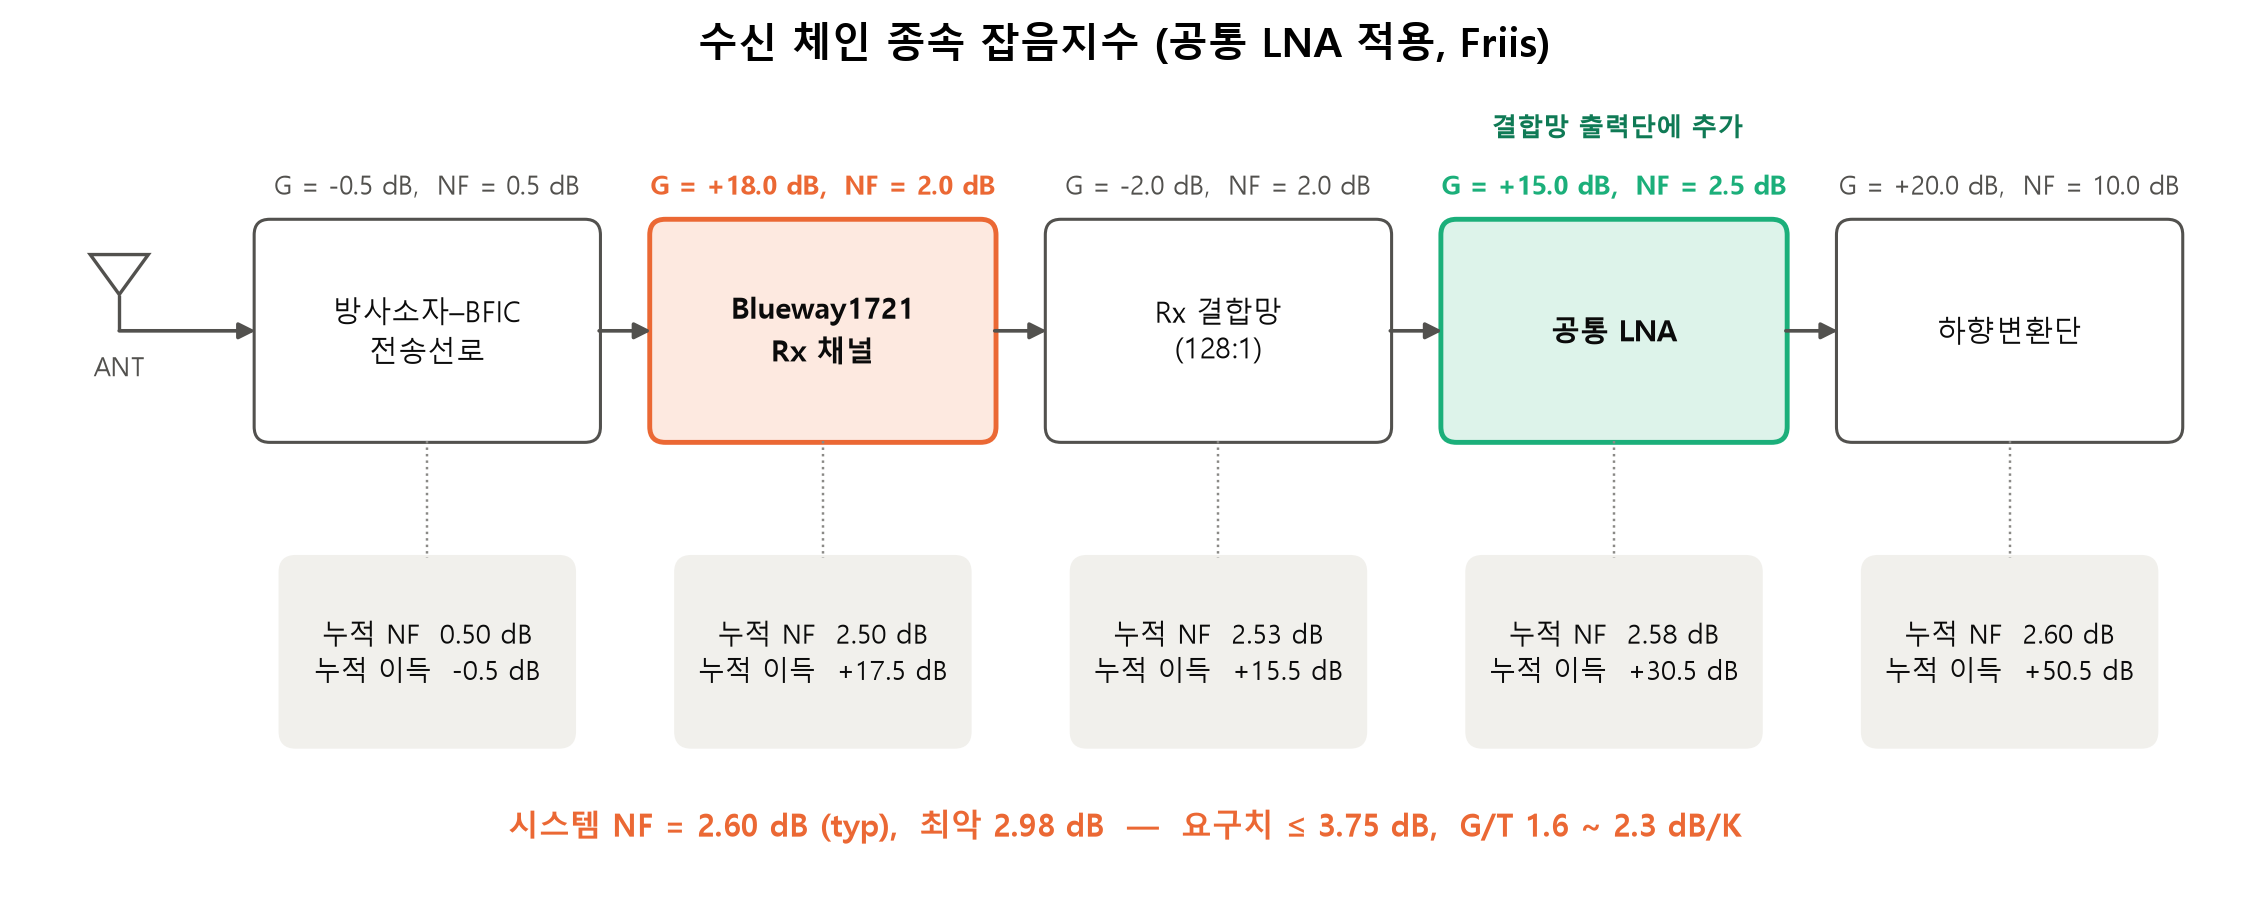 수신 체인 종속 잡음지수 (공통 LNA 적용, Friis)
결합망 출력단에 추가
G = -0.5 dB, NF = 0.5 dB
G = +18.0 dB, NF = 2.0 dB
G = -2.0 dB, NF = 2.0 dB
G = +15.0 dB, NF = 2.5 dB
G = +20.0 dB, NF = 10.0 dB
ANT
방사소자–BFIC
전송선로
Blueway1721
Rx 채널
Rx 결합망
(128:1)
공통 LNA
하향변환단
누적 NF 0.50 dB
누적 이득 -0.5 dB
누적 NF 2.50 dB
누적 이득 +17.5 dB
누적 NF 2.53 dB
누적 이득 +15.5 dB
누적 NF 2.58 dB
누적 이득 +30.5 dB
누적 NF 2.60 dB
누적 이득 +50.5 dB
시스템 NF = 2.60 dB (typ), 최악 2.98 dB — 요구치 ≤ 3.75 dB, G/T 1.6 ~ 2.3 dB/K